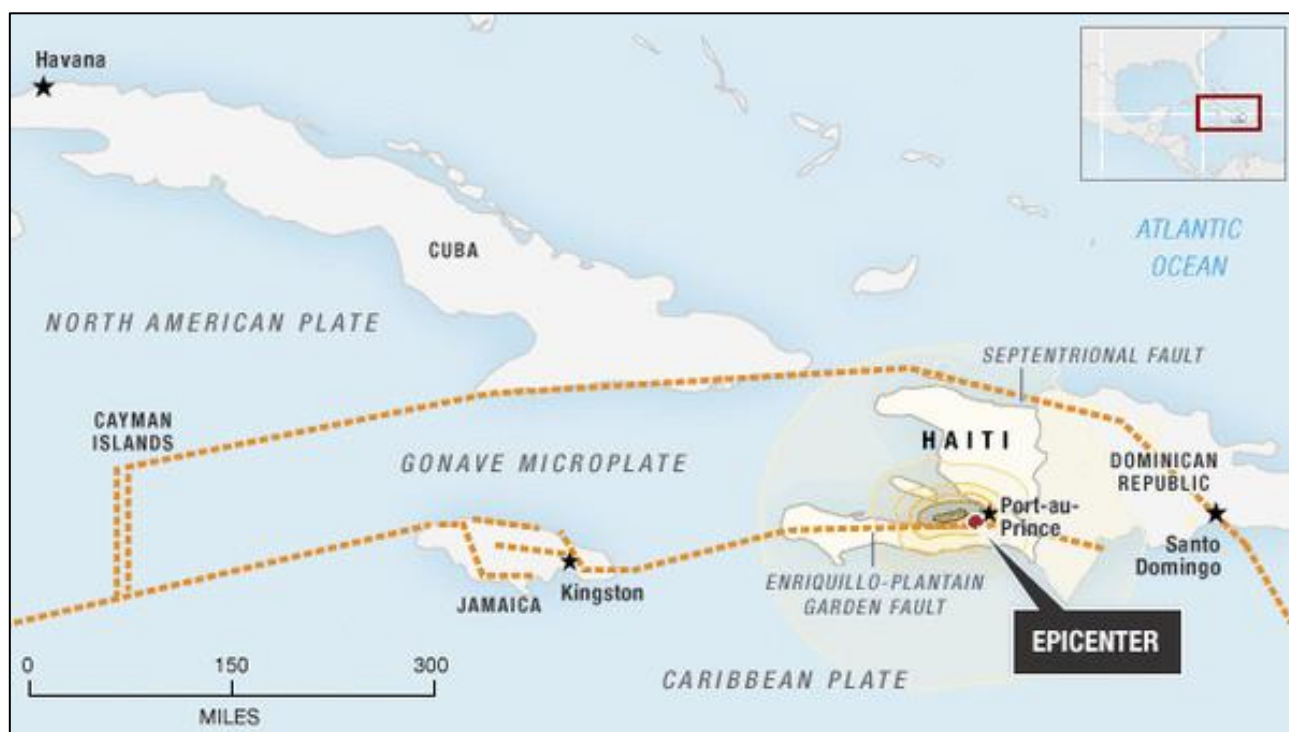 Havana
CUBA
ATLANTIC
OCEAN
NORTH AMERICAN PLATE
SEPTENTRIONAL FAULT
CAYMAN
ISLANDS
HAITI
GONAVE MICROPLATE
DOMINICAN
REPUBLIC
Port-au-
Prince
Santo
Domingo
Kingston
JAMAICA
ENRIQUILLO-PLANTAIN
GARDEN FAULT
EPICENTER
CARIBBEAN PLATE
0 150 300
MILES